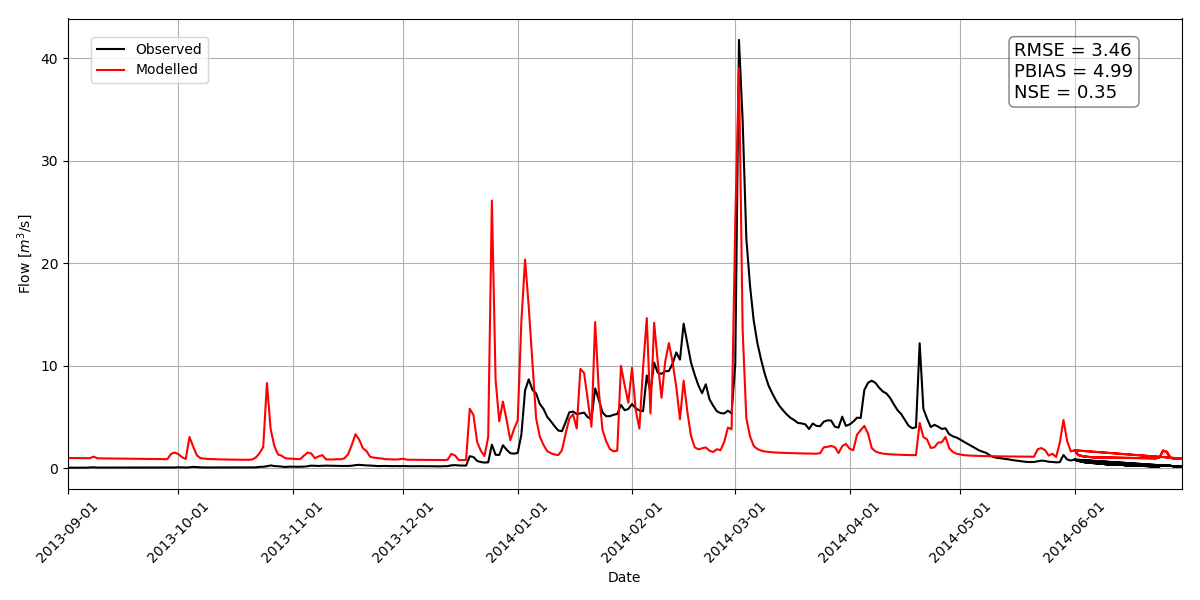 Observed
Modelled
RMSE = 3.46
PBIAS = 4.99
NSE = 0.35
40
30
20
10
0
Flow [m³/s]
2013-09-01
2013-10-01
2013-11-01
2013-12-01
2014-01-01
2014-02-01
2014-03-01
2014-04-01
2014-05-01
2014-06-01
Date